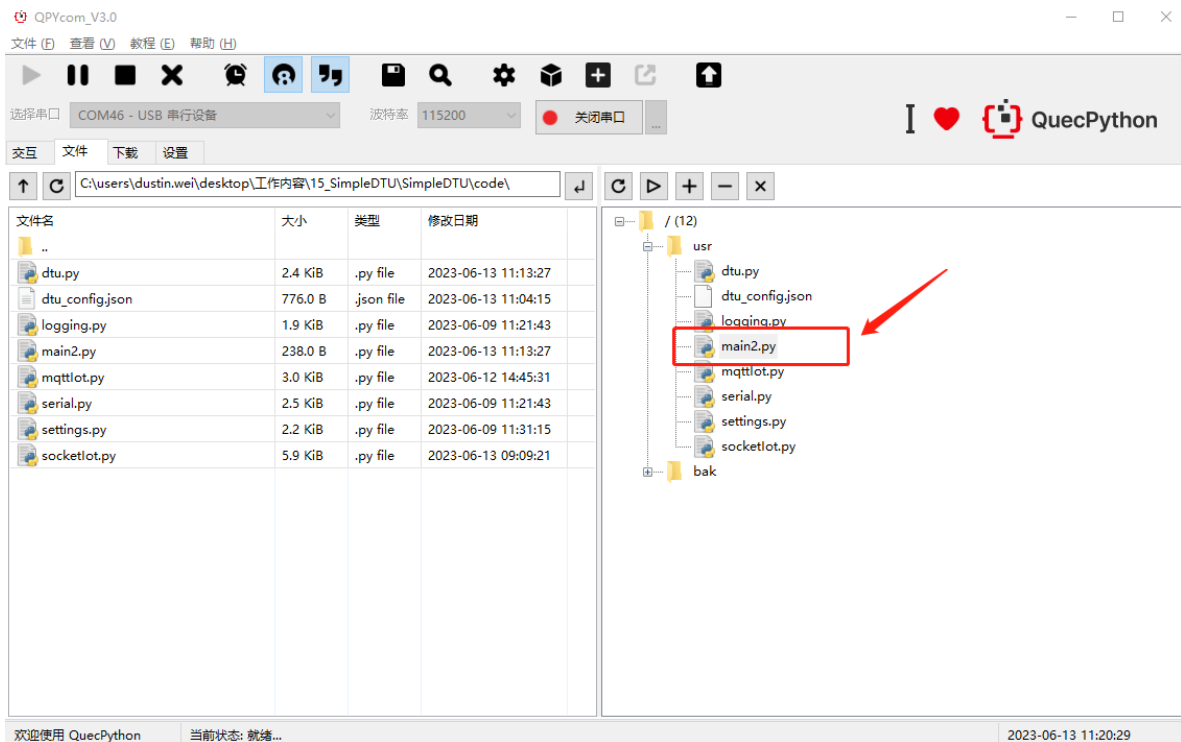 QPYcom_V3.0
文件 (F) 查看 (V) 教程 (E) 帮助 (H)
选择串口 COM46 - USB 串行设备 波特率 115200 关闭串口 ...
I QuecPython
交互 文件 下载 设置
C:\users\dustin.wei\desktop\工作内容\15_SimpleDTU\SimpleDTU\code\
文件名 大小 类型 修改日期
..
dtu.py 2.4 KiB .py file 2023-06-13 11:13:27
dtu_config.json 776.0 B .json file 2023-06-13 11:04:15
logging.py 1.9 KiB .py file 2023-06-09 11:21:43
main2.py 238.0 B .py file 2023-06-13 11:13:27
mqttIot.py 3.0 KiB .py file 2023-06-12 14:45:31
serial.py 2.5 KiB .py file 2023-06-09 11:21:43
settings.py 2.2 KiB .py file 2023-06-09 11:31:15
socketIot.py 5.9 KiB .py file 2023-06-13 09:09:21
/ (12)
usr
dtu.py
dtu_config.json
logging.py
main2.py
mqttIot.py
serial.py
settings.py
socketIot.py
bak
欢迎使用 QuecPython 当前状态: 就绪... 2023-06-13 11:20:29